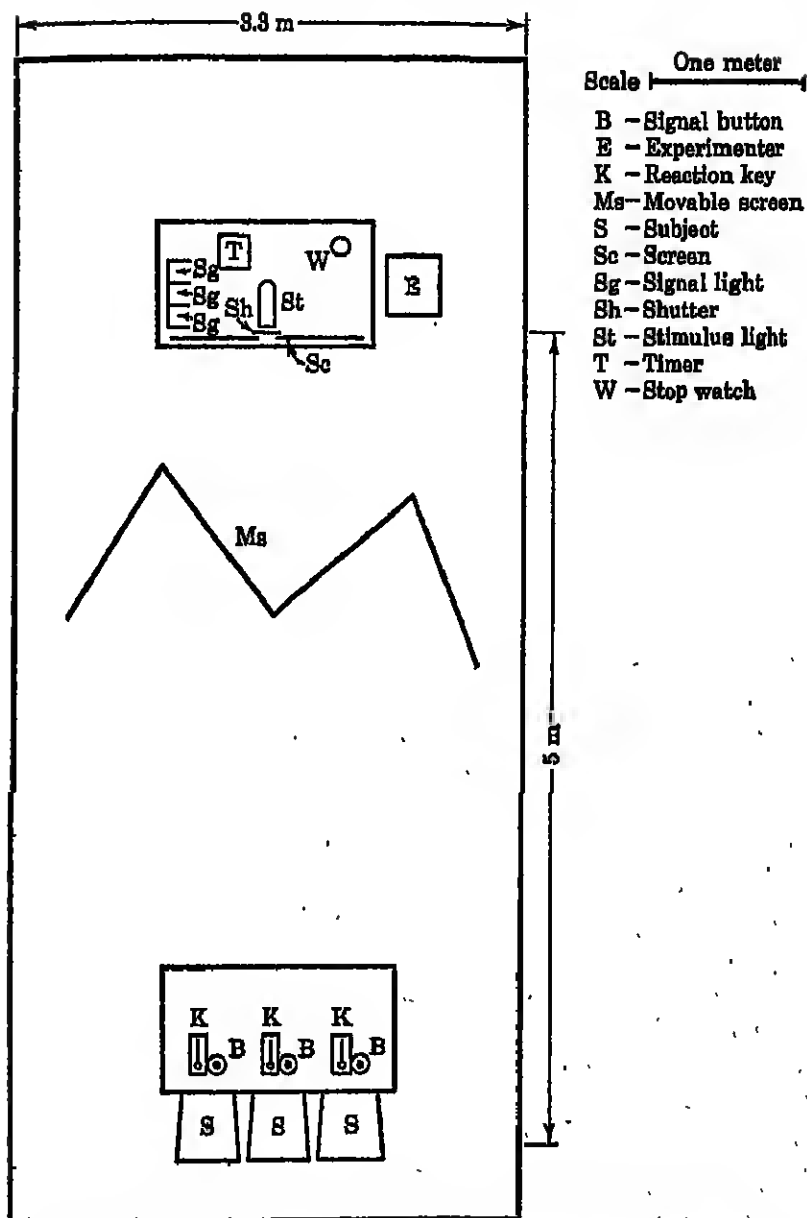 3.3 m
One meter
Scale
B - Signal button
E - Experimenter
K - Reaction key
Ms - Movable screen
S - Subject
Sc - Screen
Sg - Signal light
Sh - Shutter
St - Stimulus light
T - Timer
W - Stop watch
T
W
Sg
E
Sg
St
Sh
Sg
Sc
Ms
5 m
K K K
B B B
S S S